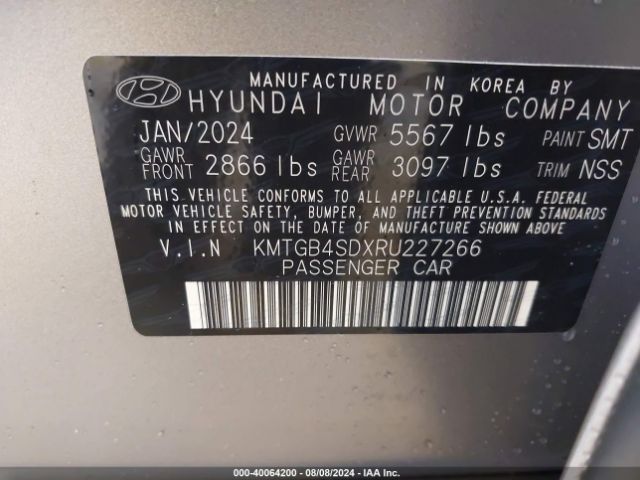 MANUFACTURED IN KOREA BY
HYUNDAI MOTOR COMPANY
JAN/2024 GVWR 5567 lbs PAINT SMT
GAWR FRONT 2866 lbs GAWR REAR 3097 lbs TRIM NSS
THIS VEHICLE CONFORMS TO ALL APPLICABLE U.S.A. FEDERAL
MOTOR VEHICLE SAFETY, BUMPER, AND THEFT PREVENTION STANDARDS
IN EFFECT ON THE DATE OF MANUFACTURE SHOWN ABOVE
V.I.N KMTGB4SDXRU227266
PASSENGER CAR
000-40064200 - 08/08/2024 - IAA